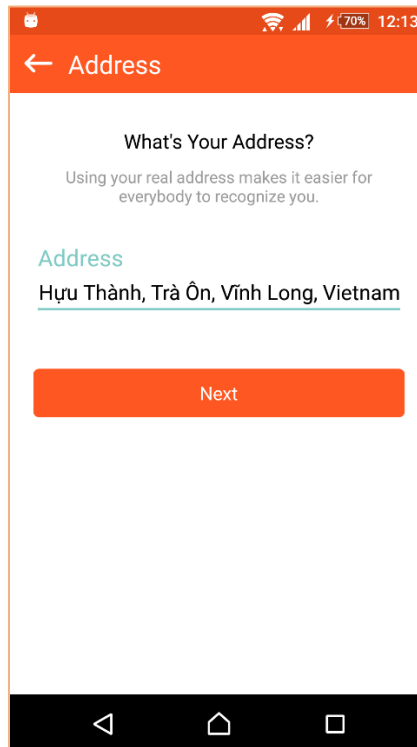 70% 12:13
Address
What's Your Address?
Using your real address makes it easier for
everybody to recognize you.
Address
Hựu Thành, Trà Ôn, Vĩnh Long, Vietnam
Next